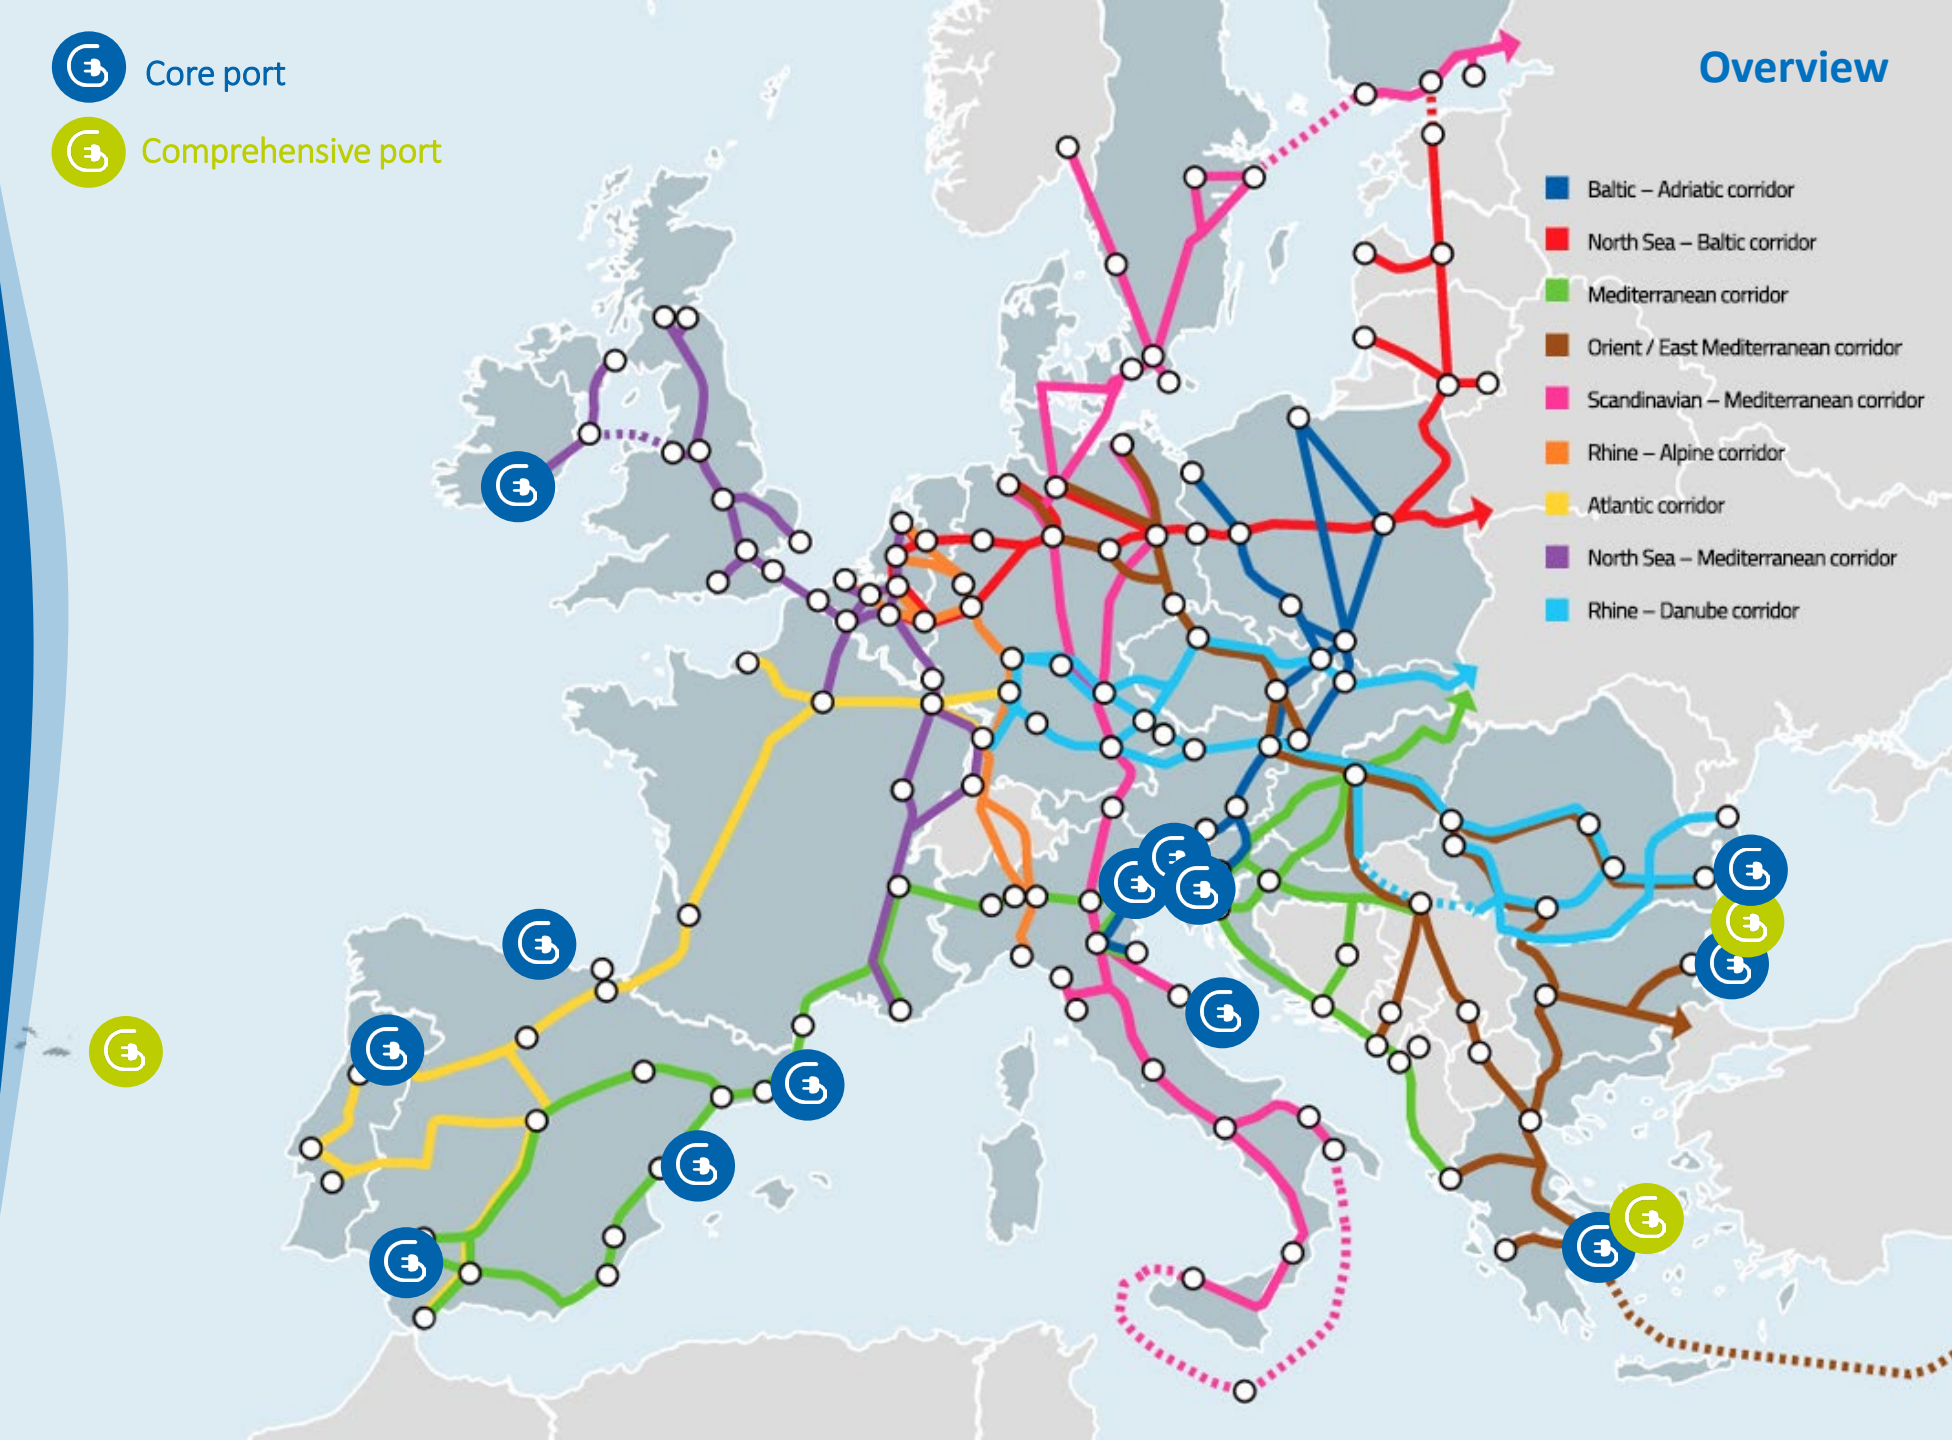 Core port
Comprehensive port
Overview
Baltic – Adriatic corridor
North Sea – Baltic corridor
Mediterranean corridor
Orient / East Mediterranean corridor
Scandinavian – Mediterranean corridor
Rhine – Alpine corridor
Atlantic corridor
North Sea – Mediterranean corridor
Rhine – Danube corridor